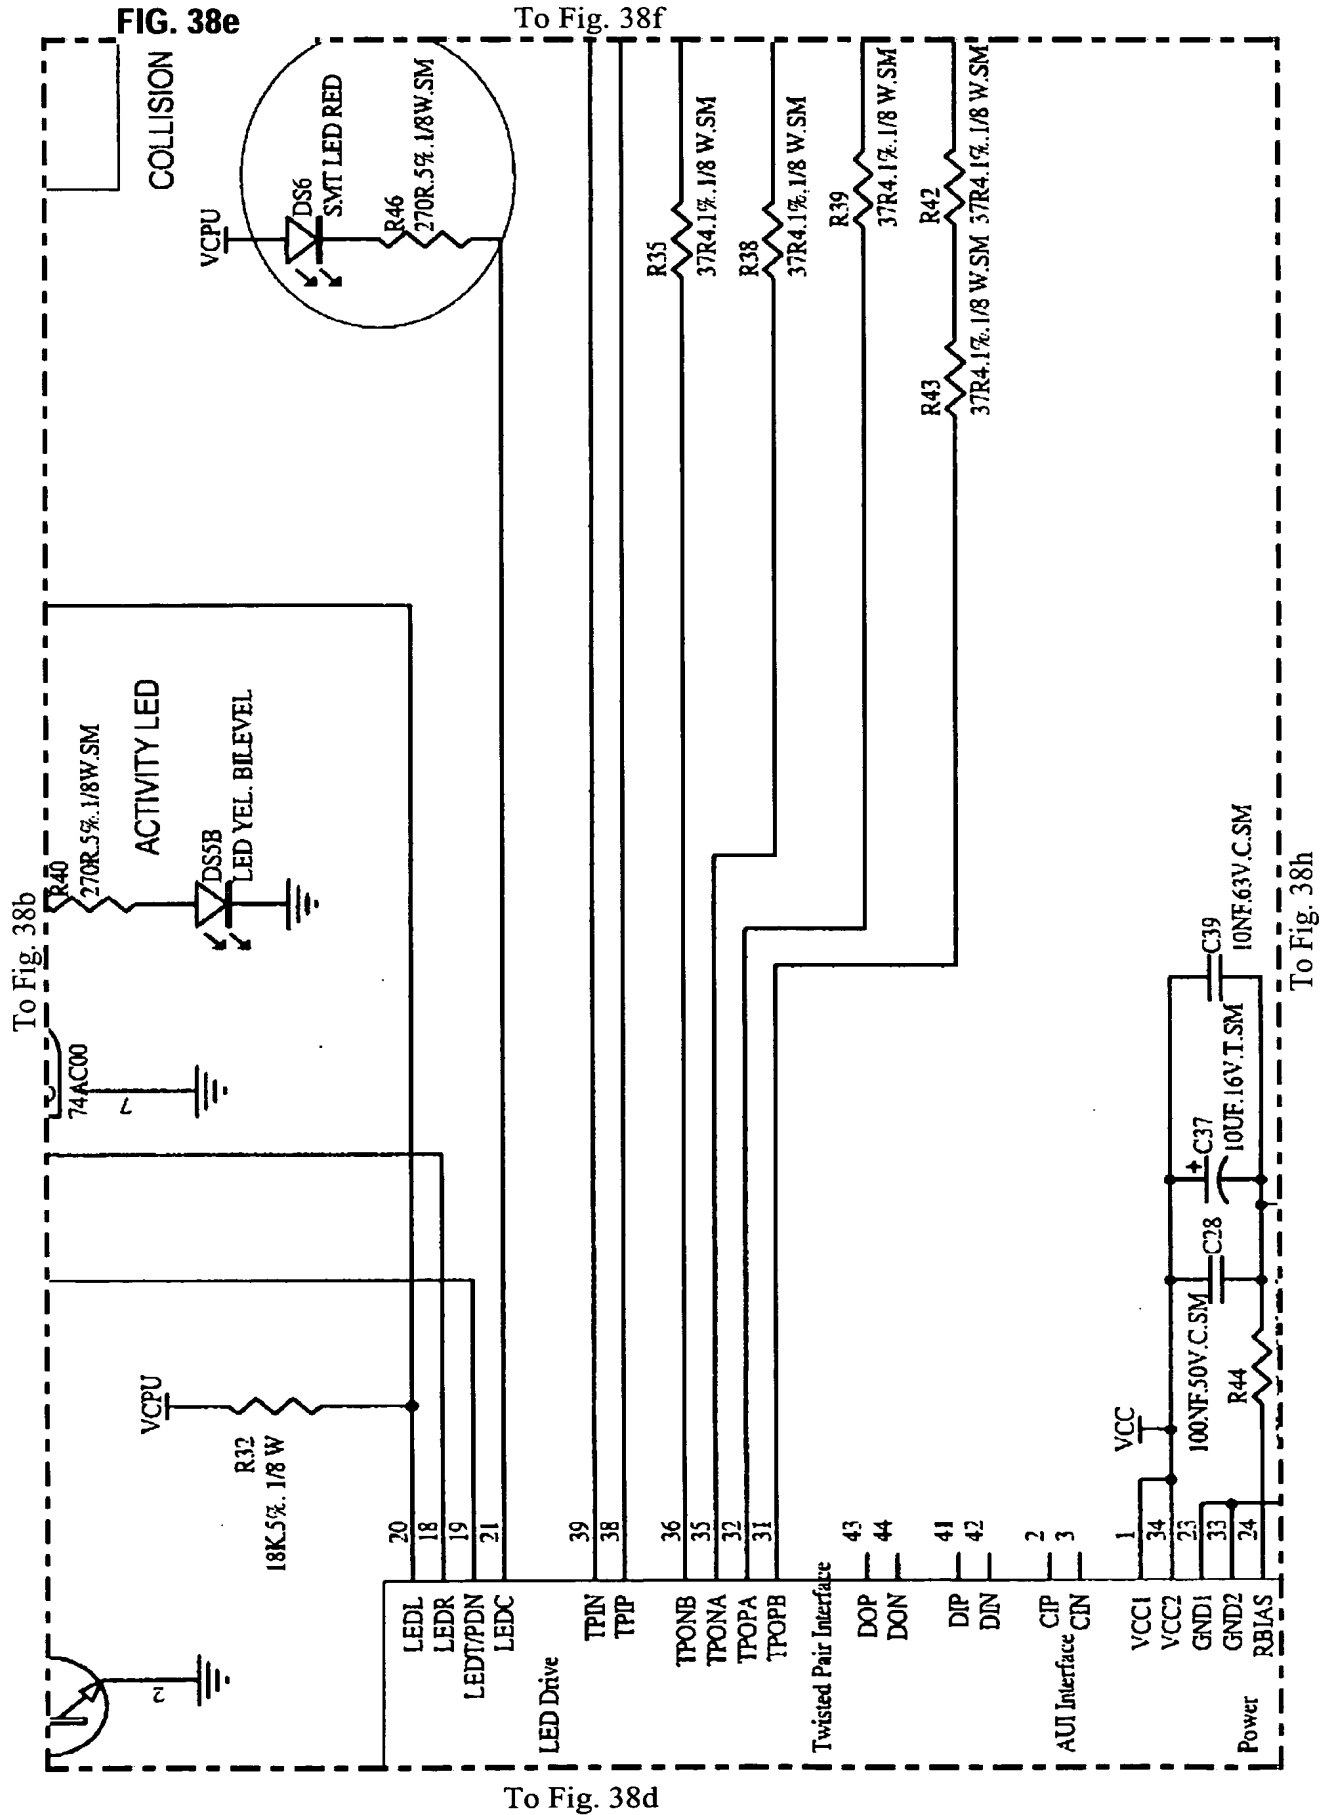 FIG. 38e
To Fig. 38f
COLLISION
VCPU
DS6
SMT LED RED
R46
270R.5%.1/8W.SM
R35
37R4.1%.1/8 W.SM
R38
37R4.1%.1/8 W.SM
R39
37R4.1%.1/8 W.SM
R42
37R4.1%.1/8 W.SM
R43
37R4.1%.1/8 W.SM
To Fig. 38b
R40
270R.5%.1/8W.SM
ACTIVITY LED
DS5B
LED YEL. BILEVEL
74AC00
7
VCPU
R32
18K.5%. 1/8 W
2
C39
10NF.63V.C.SM
C37
+
10UF.16V.T.SM
C28
100NF.50V.C.SM
R44
VCC
To Fig. 38h
20
18
19
21
39
38
36
35
32
31
43
44
41
42
2
3
1
34
23
33
24
LEDL
LEDR
LEDT/PDN
LEDC
TPIN
TPIP
TPONB
TPONA
TPOPA
TPOPB
DOP
DON
DIP
DIN
CIP
CIN
VCC1
VCC2
GND1
GND2
RBIAS
LED Drive
Twisted Pair Interface
AUI Interface
Power
To Fig. 38d